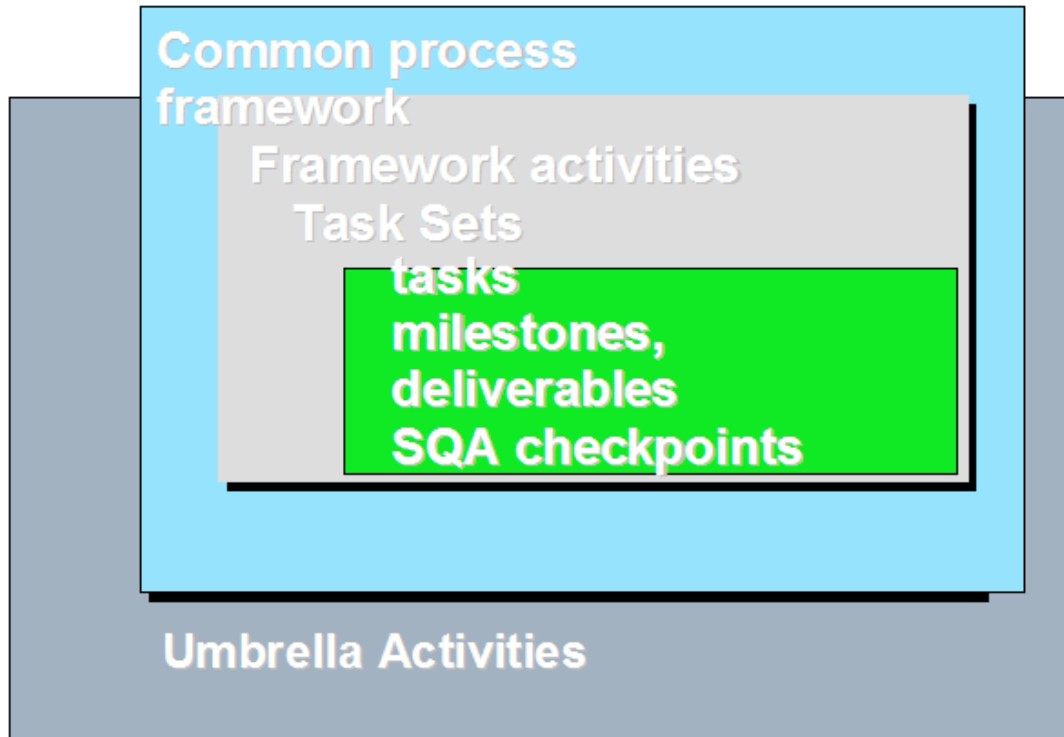 Common process
framework
Framework activities
Task Sets
tasks
milestones,
deliverables
SQA checkpoints
Umbrella Activities